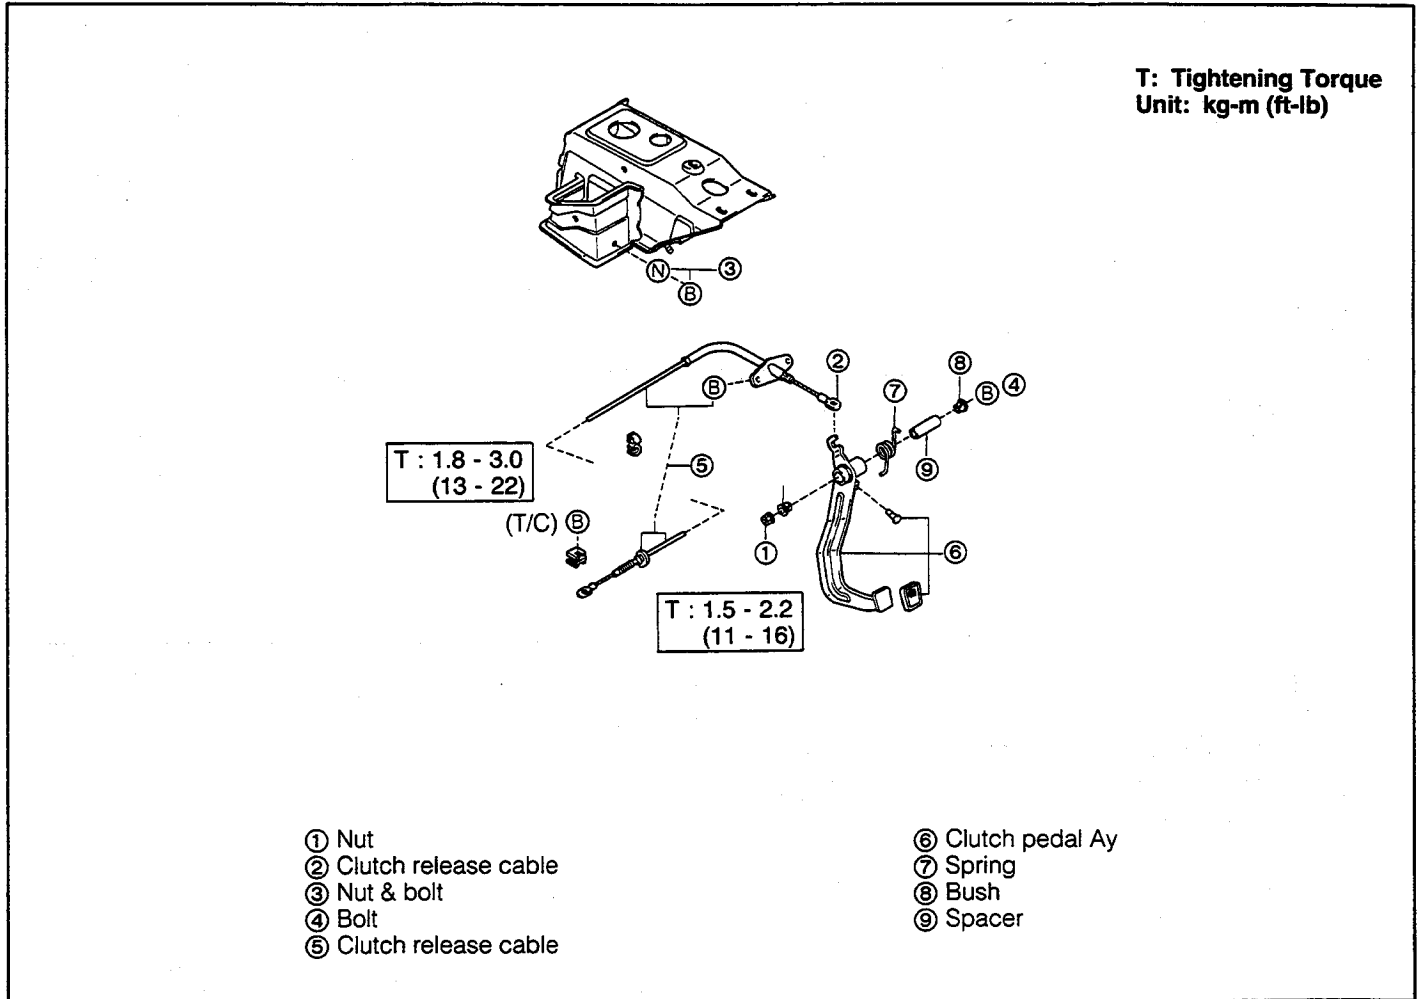 T: Tightening Torque
Unit: kg-m (ft-lb)
Ⓝ ③
Ⓑ
②
⑧
Ⓑ
⑦
Ⓑ ④
T : 1.8 - 3.0
(13 - 22)
⑤
⑨
(T/C) Ⓑ
①
⑥
T : 1.5 - 2.2
(11 - 16)
① Nut
② Clutch release cable
③ Nut & bolt
④ Bolt
⑤ Clutch release cable
⑥ Clutch pedal Ay
⑦ Spring
⑧ Bush
⑨ Spacer